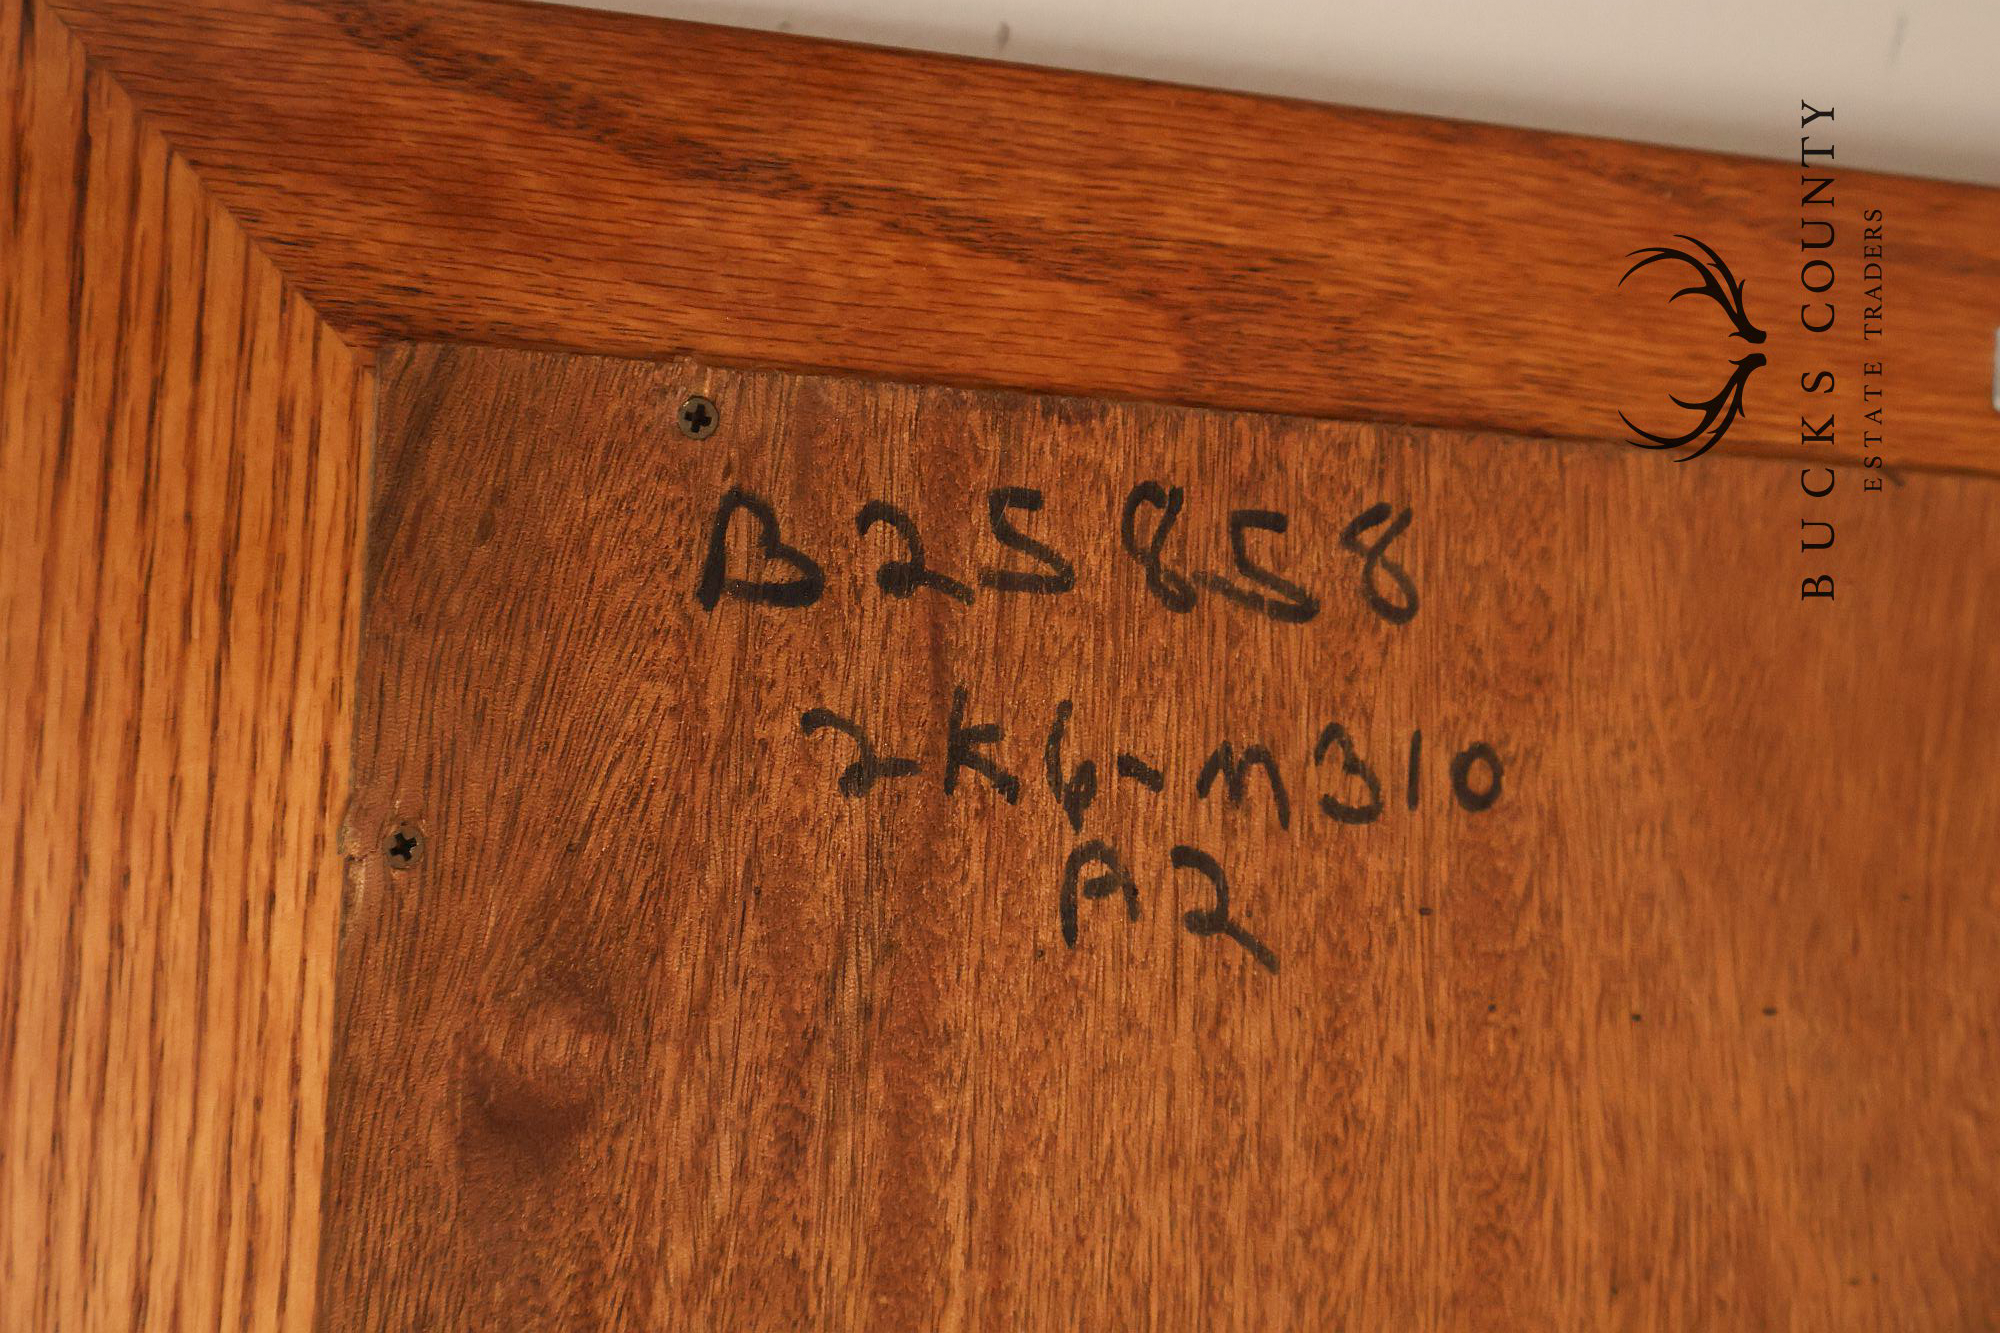 B25858
2K6-M310
A2
BUCKS COUNTY
ESTATE TRADERS